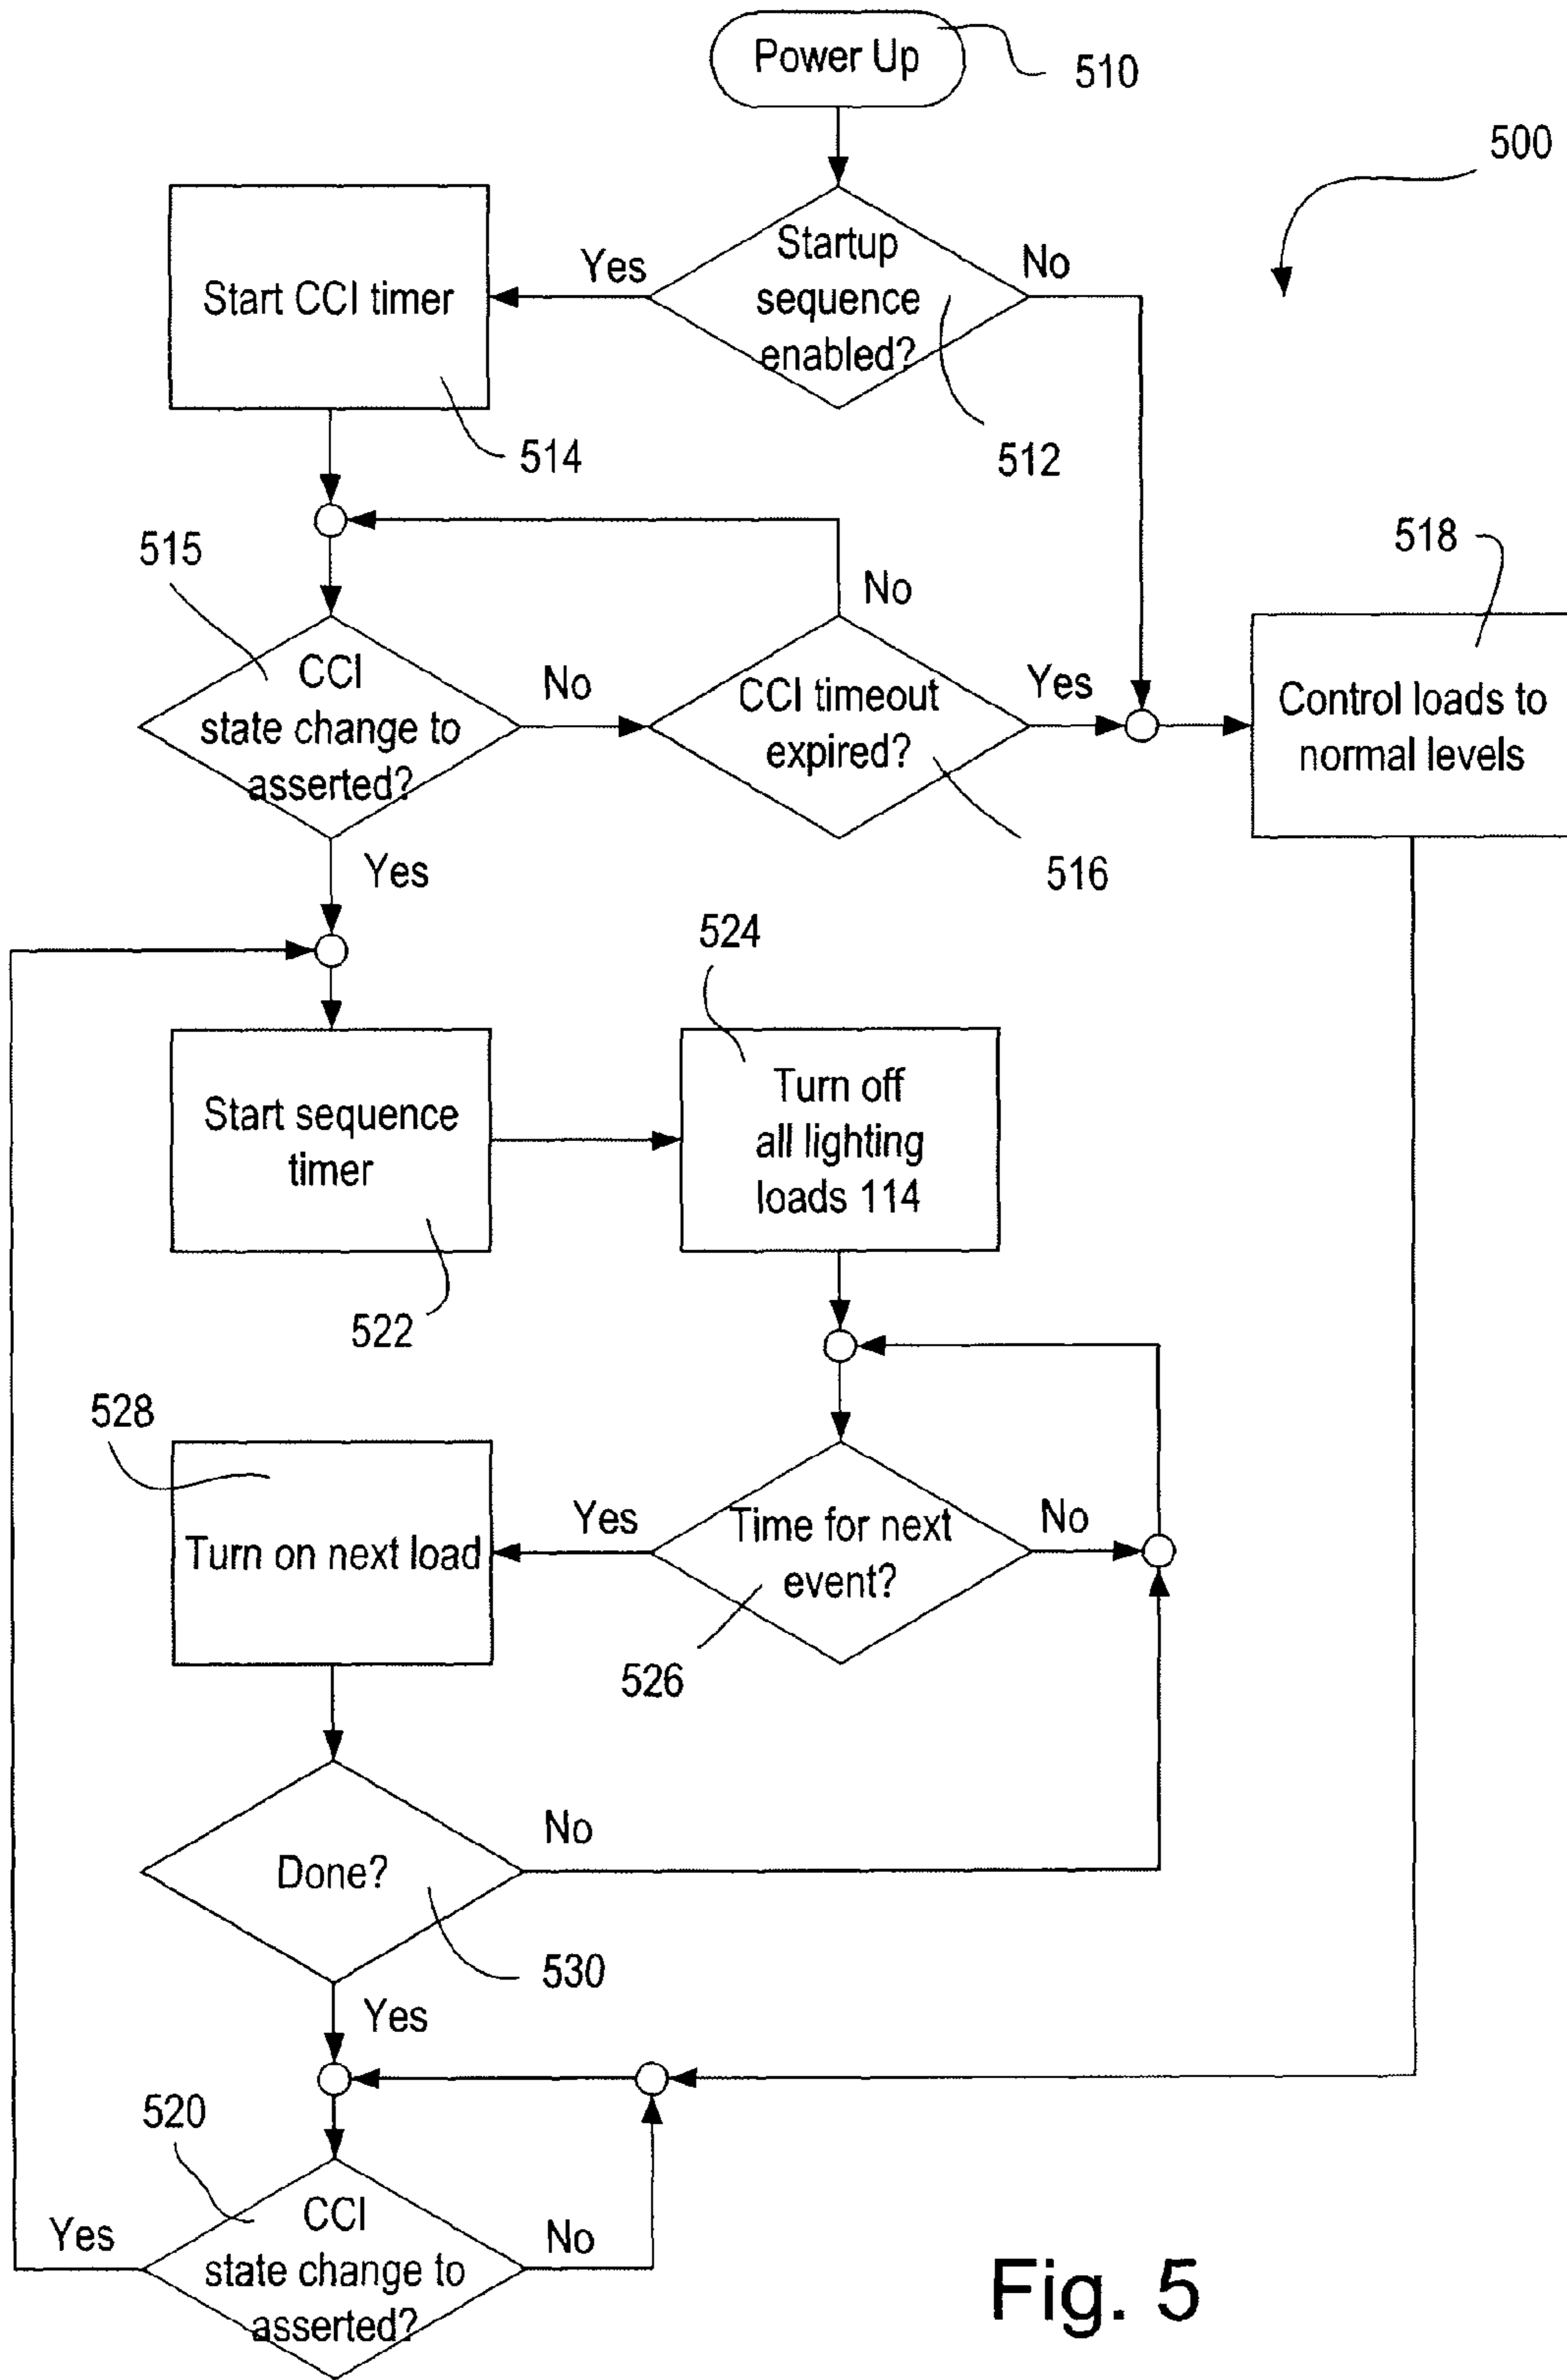 Power Up
510
500
Startup
sequence
enabled?
Yes
No
512
Start CCI timer
514
515
CCI
state change to
asserted?
No
Yes
CCI timeout
expired?
No
Yes
516
518
Control loads to
normal levels
Start sequence
timer
522
524
Turn off
all lighting
loads 114
Time for next
event?
Yes
No
526
528
Turn on next load
Done?
No
Yes
530
520
CCI
state change to
asserted?
Yes
No
Fig. 5